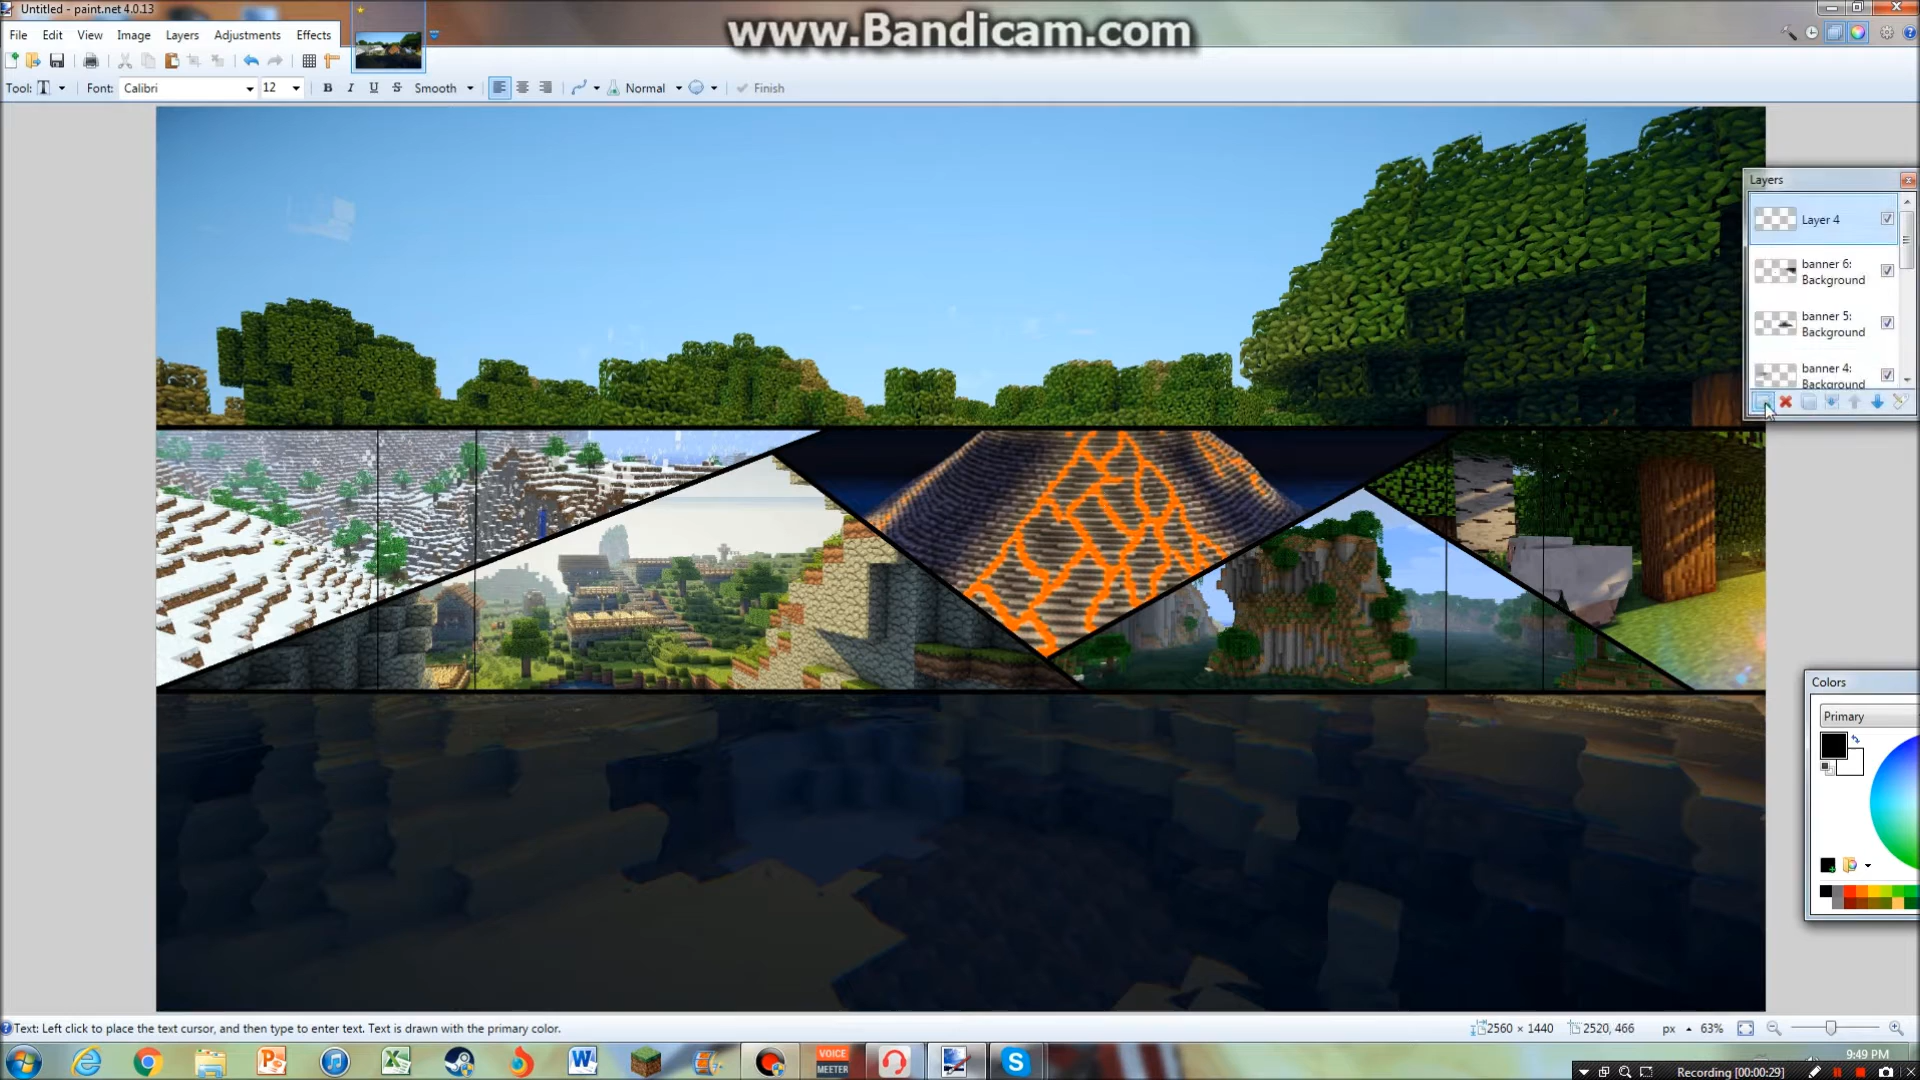 Untitled - paint.net 4.0.13
www.Bandicam.com
File Edit View Image Layers Adjustments Effects
Tool: T Font: Calibri 12 B I U S Smooth Normal Finish
Layers
Layer 4
banner 6:
Background
banner 5:
Background
banner 4:
Background
Colors
Primary
Text: Left click to place the text cursor, and then type to enter text. Text is drawn with the primary color.
2560 × 1440 2520, 466 px 63%
VOICE
MEETER
9:49 PM
Recording [00:00:29]